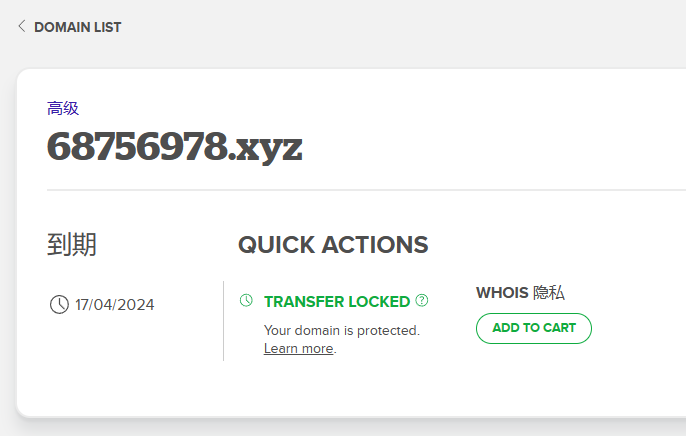 DOMAIN LIST
高级
68756978.xyz
到期
QUICK ACTIONS
17/04/2024
TRANSFER LOCKED
Your domain is protected.
Learn more.
WHOIS 隐私
ADD TO CART